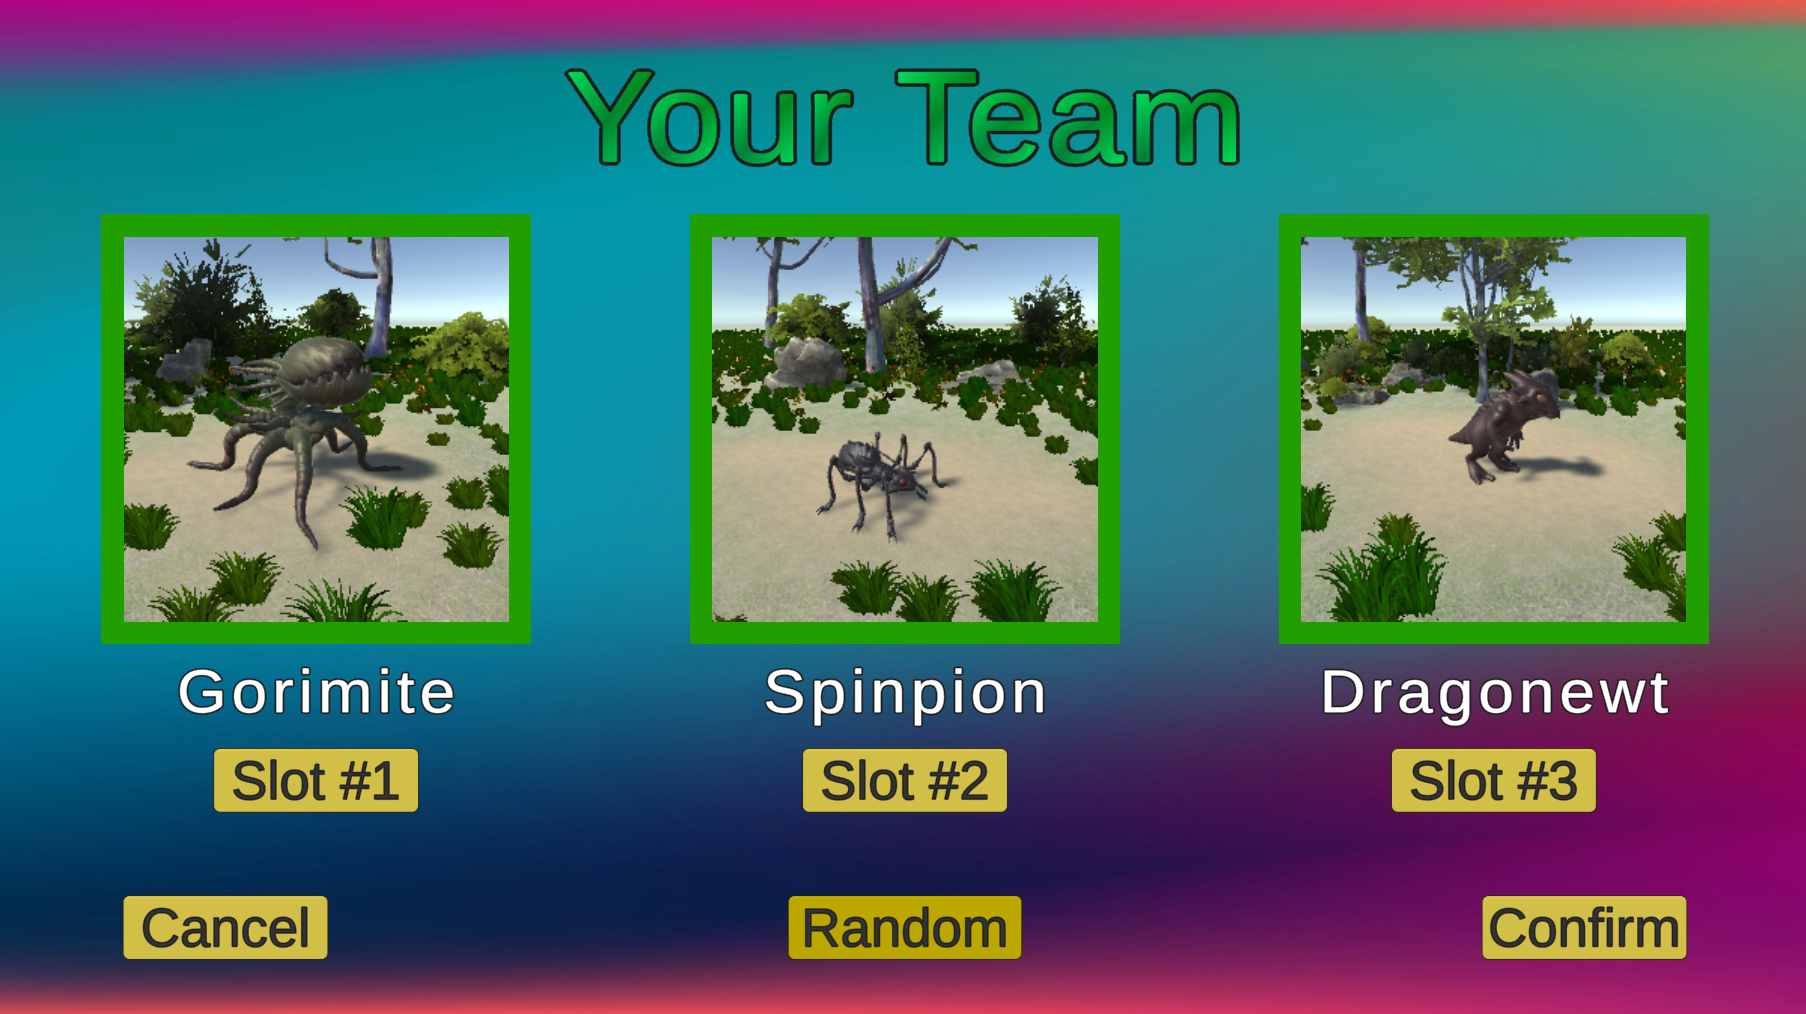 Your Team
Gorimite
Spinpion
Dragonewt
Slot #1
Slot #2
Slot #3
Cancel
Random
Confirm